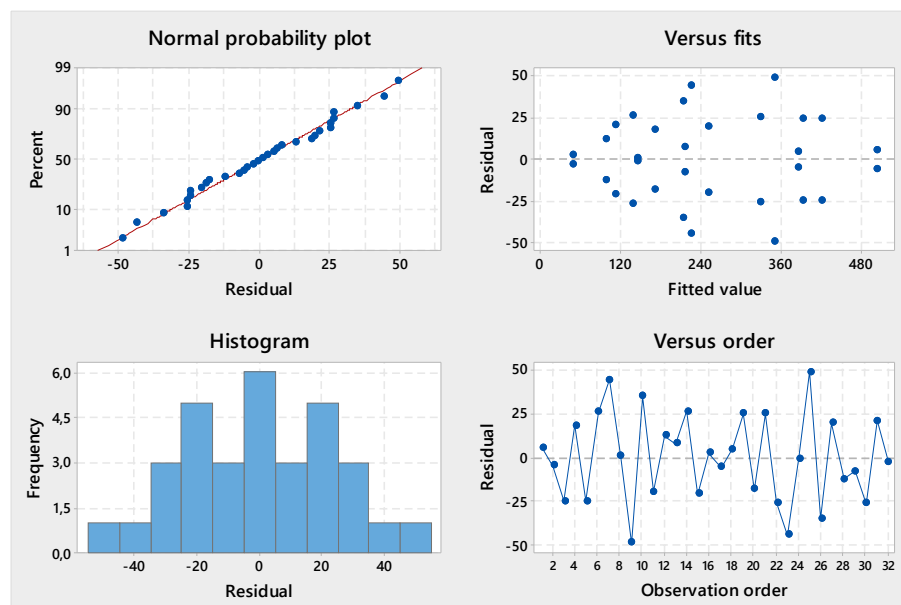 Normal probability plot
99
90
50
10
1
Percent
-50 -25 0 25 50
Residual
Versus fits
50
25
0
-25
-50
Residual
0 120 240 360 480
Fitted value
Histogram
6,0
4,5
3,0
1,5
0,0
Frequency
-40 -20 0 20 40
Residual
Versus order
50
25
0
-25
-50
Residual
2 4 6 8 10 12 14 16 18 20 22 24 26 28 30 32
Observation order